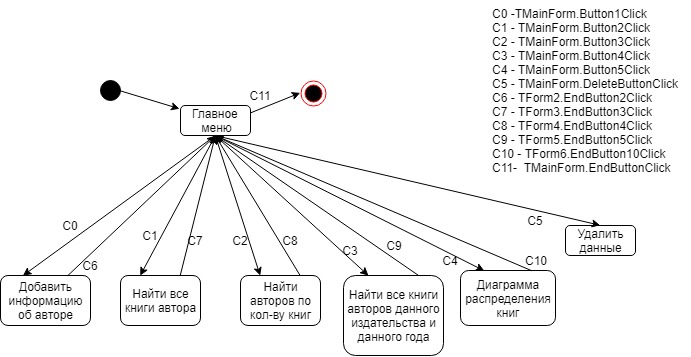 C0 -TMainForm.Button1Click
C1 - TMainForm.Button2Click
C2 - TMainForm.Button3Click
C3 - TMainForm.Button4Click
C4 - TMainForm.Button5Click
C5 - TMainForm.DeleteButtonClick
C6 - TForm2.EndButton2Click
C7 - TForm3.EndButton3Click
C8 - TForm4.EndButton4Click
C9 - TForm5.EndButton5Click
C10 - TForm6.EndButton10Click
C11- TMainForm.EndButtonClick
C11
Главное
меню
C0
C6
C1
C7
C2
C8
C3
C9
C4
C10
C5
Удалить
данные
Добавить
информацию
об авторе
Найти все
книги автора
Найти
авторов по
кол-ву книг
Найти все книги
авторов данного
издательства и
данного года
Диаграмма
распределения
книг